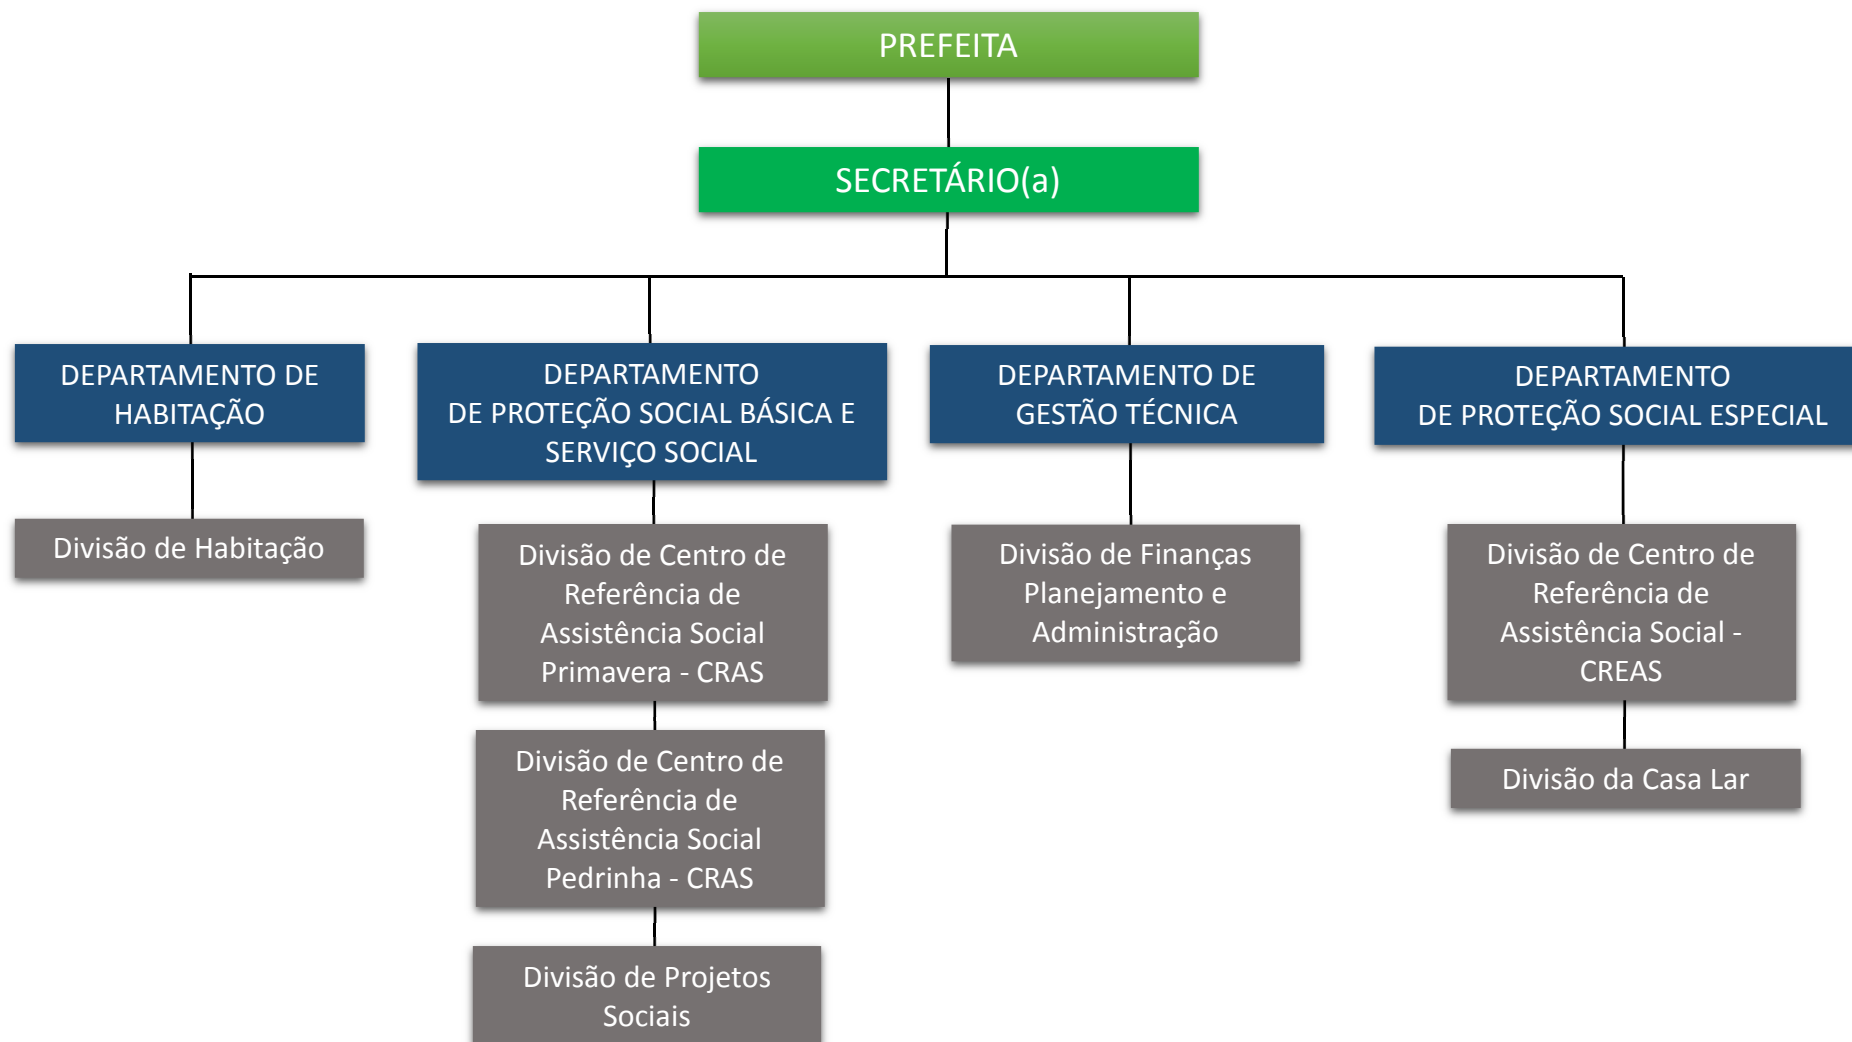 PREFEITA
SECRETÁRIO(a)
DEPARTAMENTO DE
HABITAÇÃO
DEPARTAMENTO
DE PROTEÇÃO SOCIAL BÁSICA E
SERVIÇO SOCIAL
DEPARTAMENTO DE
GESTÃO TÉCNICA
DEPARTAMENTO
DE PROTEÇÃO SOCIAL ESPECIAL
Divisão de Habitação
Divisão de Centro de
Referência de
Assistência Social
Primavera - CRAS
Divisão de Finanças
Planejamento e
Administração
Divisão de Centro de
Referência de
Assistência Social -
CREAS
Divisão de Centro de
Referência de
Assistência Social
Pedrinha - CRAS
Divisão da Casa Lar
Divisão de Projetos
Sociais